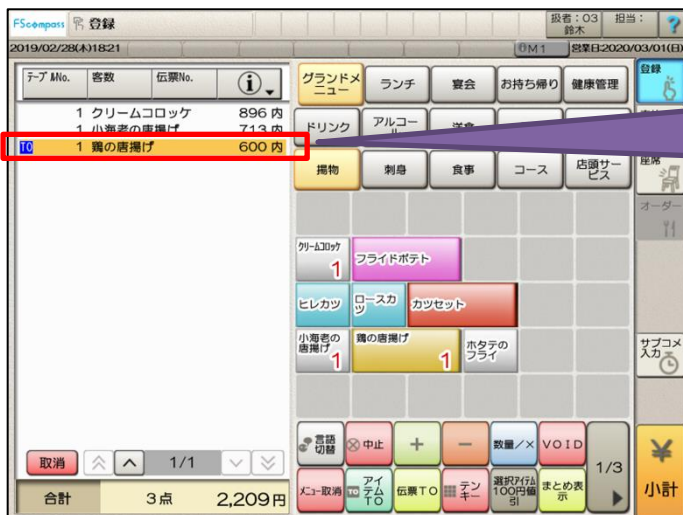 FScompass 登録
扱者：03 担当：
鈴木
?
2019/02/28(木)18:21 6M1 営業日:2020/03/01(日)
テーブルNo. 客数 伝票No. i
1 クリームコロッケ 896 内
1 小海老の唐揚げ 713 内
TO 1 鶏の唐揚げ 600 内
グランドメニュー ランチ 宴会 お持ち帰り 健康管理
ドリンク アルコール
揚物 刺身 食事 コース 店頭サービス
クリームコロッケ 1 フライドポテト
ヒレカツ ロースカツ カツセット
小海老の唐揚げ 1 鶏の唐揚げ 1 ホタテのフライ
登録
座席
オーダー
サブコメ入力
言語切替 中止 + − 数量/× VOID 1/3
メニュー取消 TO アイテムTO 伝票TO テンキー 選択アイテム100円値引 まとめ表示
¥
小計
取消 1/1
合計 3点 2,209円